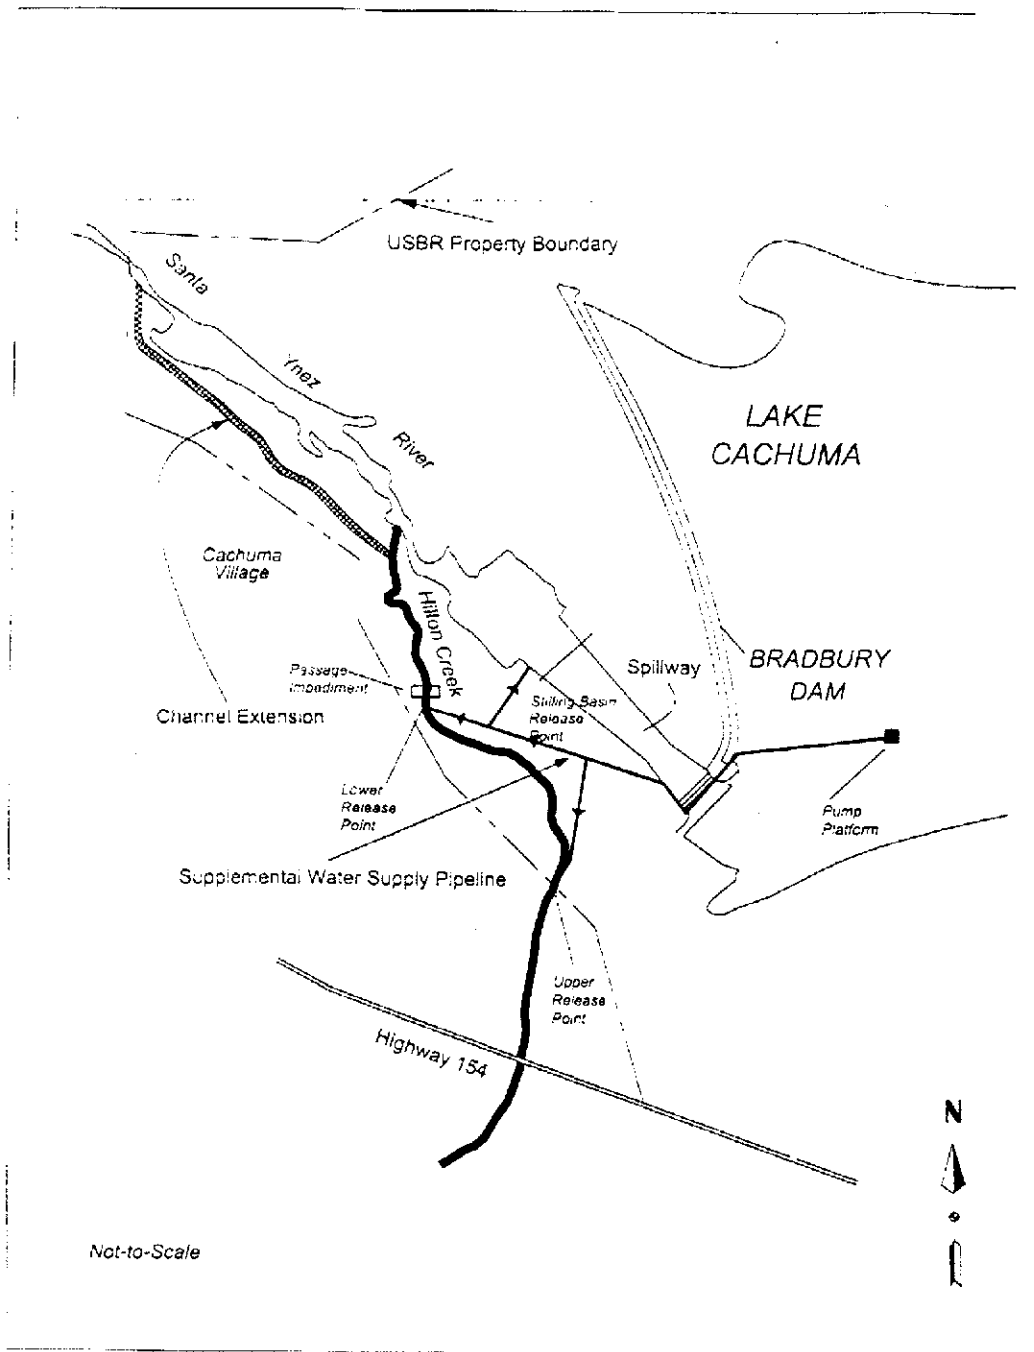 USBR Property Boundary
Santa
Ynez
River
LAKE
CACHUMA
Cachuma
Village
Hilton Creek
Passage
Impediment
Channel Extension
Spillway
BRADBURY
DAM
Stilling Basin
Release
Point
Lower
Release
Point
Pump
Platform
Supplemental Water Supply Pipeline
Upper
Release
Point
Highway 154
N
Not-to-Scale